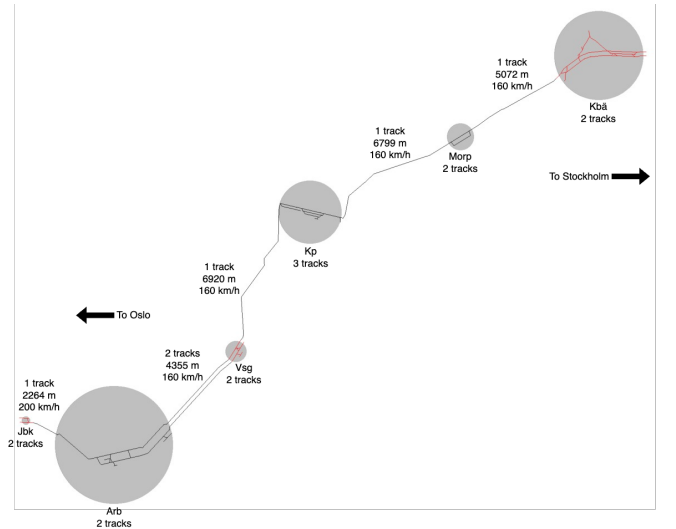 1 track
5072 m
160 km/h
Kbä
2 tracks
1 track
6799 m
160 km/h
Morp
2 tracks
To Stockholm
Kp
3 tracks
1 track
6920 m
160 km/h
To Oslo
2 tracks
4355 m
160 km/h
Vsg
2 tracks
1 track
2264 m
200 km/h
Jbk
2 tracks
Arb
2 tracks